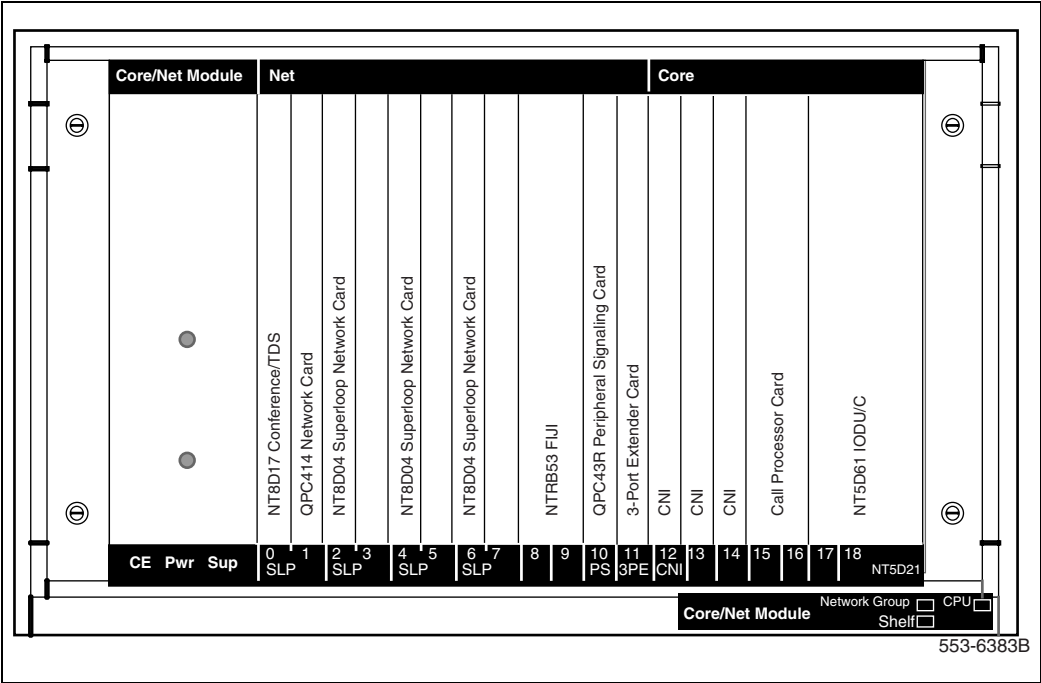 Core/Net Module Net Core
NT8D17 Conference/TDS
QPC414 Network Card
NT8D04 Superloop Network Card
NT8D04 Superloop Network Card
NT8D04 Superloop Network Card
NTRB53 FIJI
QPC43R Peripheral Signaling Card
3-Port Extender Card
CNI
CNI
CNI
Call Processor Card
NT5D61 IODU/C
CE Pwr Sup
0 1 2 3 4 5 6 7 8 9 10 11 12 13 14 15 16 17 18
SLP SLP SLP SLP PS 3PE CNI NT5D21
Core/Net Module
Network Group CPU
Shelf
553-6383B